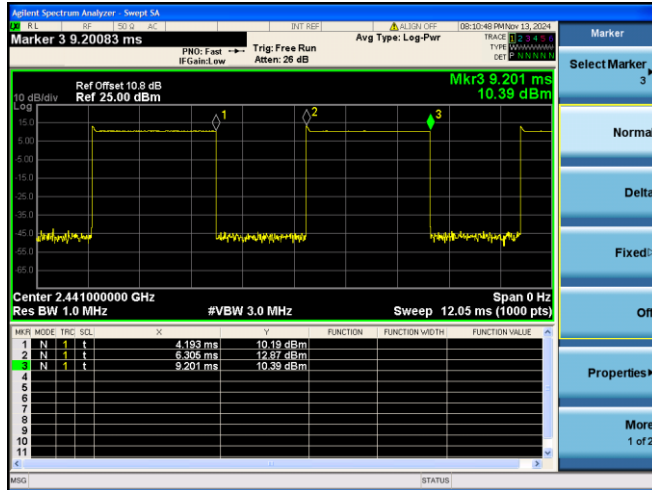 Agilent Spectrum Analyzer - Swept SA
RL RF 50 Ω AC INT REF ALIGN OFF 08:10:48 PM Nov 13, 2024
Marker 3 9.20083 ms
PNO: Fast Trig: Free Run Avg Type: Log-Pwr TRACE 1 2 3 4 5 6
TYPE WWWWWW
IFGain:Low Atten: 26 dB DET P N N N N N
Mkr3 9.201 ms
Ref Offset 10.8 dB
10 dB/div Ref 25.00 dBm 10.39 dBm
Log
15.0
5.00
-5.00
-15.0
-25.0
-35.0
-45.0
-55.0
-65.0
1
2
3
Center 2.441000000 GHz Span 0 Hz
Res BW 1.0 MHz #VBW 3.0 MHz Sweep 12.05 ms (1000 pts)
MKR MODE TRC SCL X Y FUNCTION FUNCTION WIDTH FUNCTION VALUE
1 N 1 t 4.193 ms 10.19 dBm
2 N 1 t 6.305 ms 12.87 dBm
3 N 1 t 9.201 ms 10.39 dBm
4
5
6
7
8
9
10
11
MSG STATUS
Marker
Select Marker
3
Normal
Delta
Fixed
Off
Properties
More
1 of 2